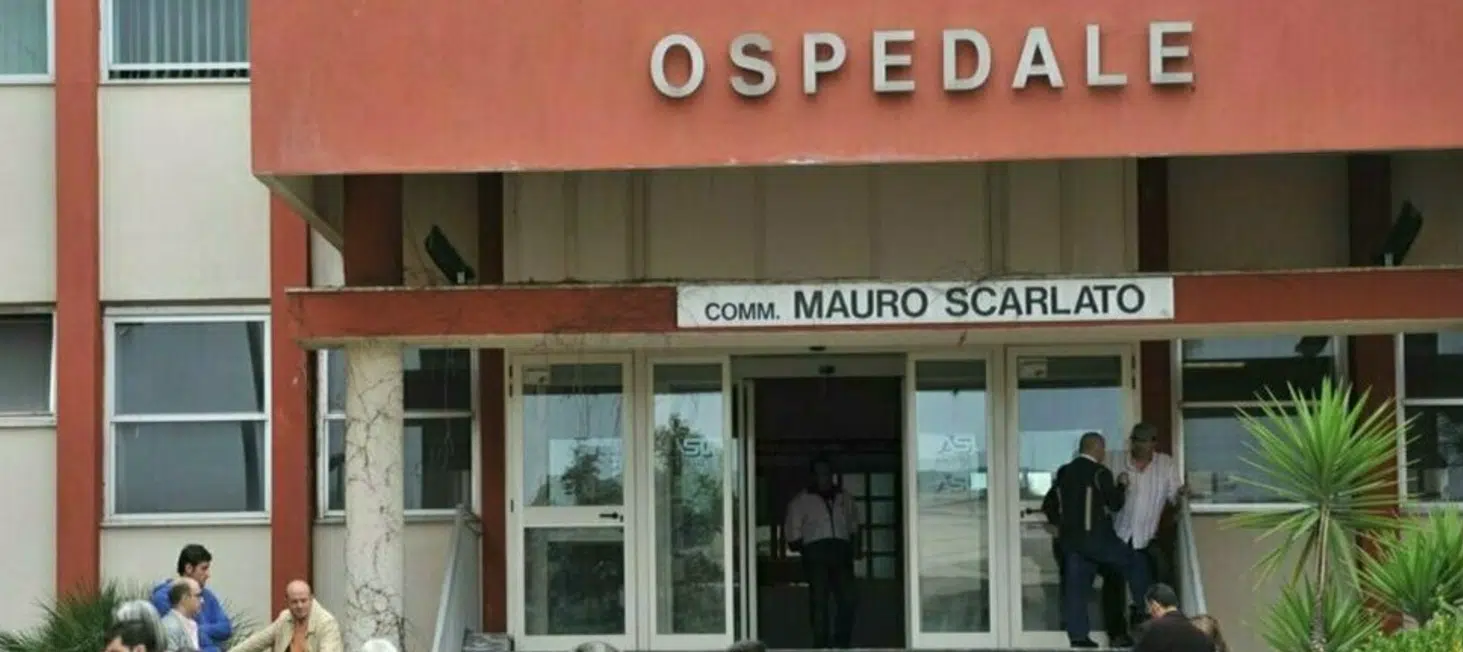 OSPEDALE
COMM. MAURO SCARLATO